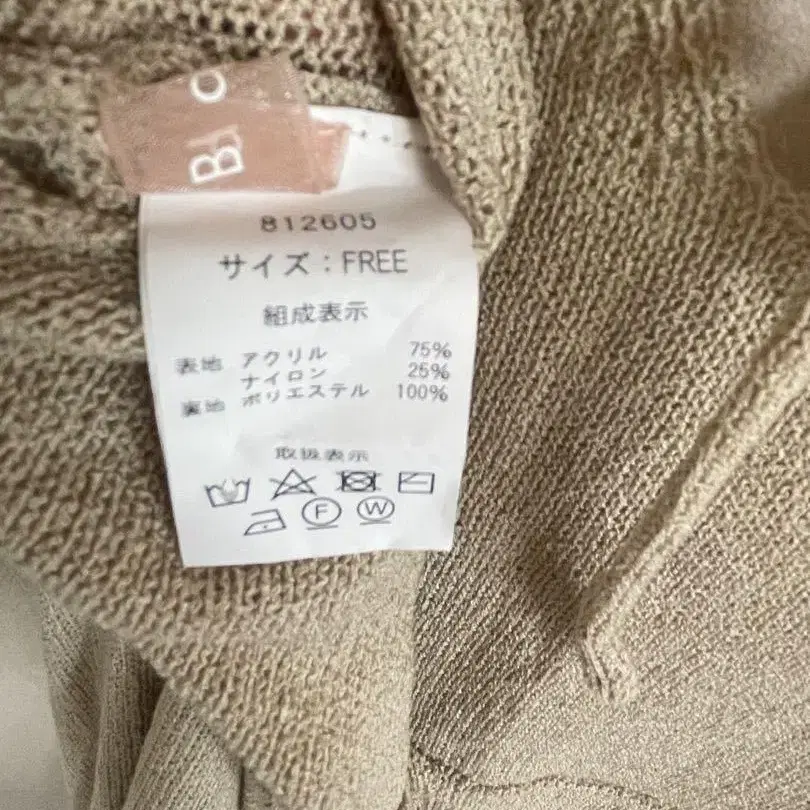 BL
812605
サイズ：FREE
組成表示
表地 アクリル 75%
ナイロン 25%
裏地 ポリエステル 100%
取扱表示
F W